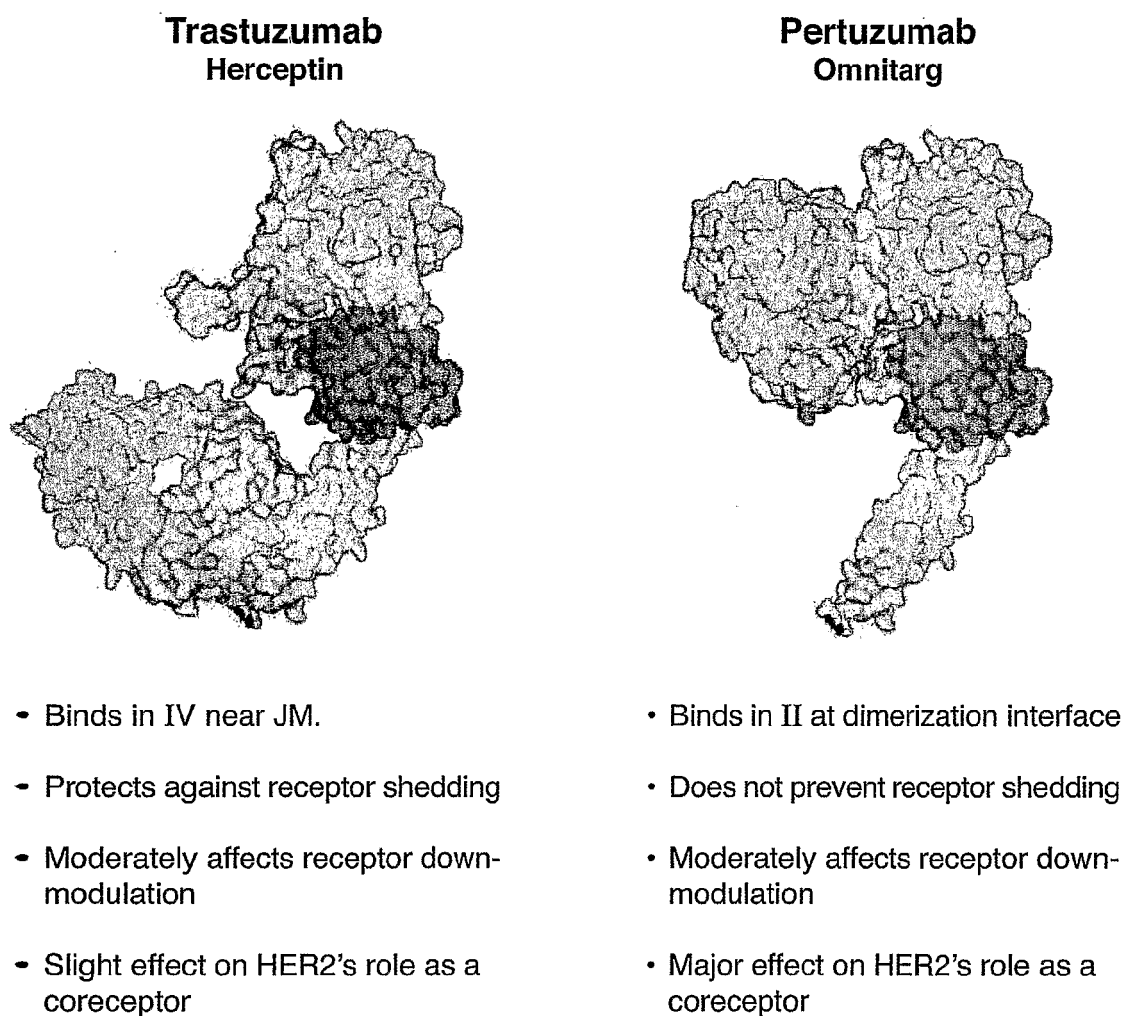 Trastuzumab
Herceptin
• Binds in IV near JM.
• Protects against receptor shedding
• Moderately affects receptor down-
modulation
• Slight effect on HER2's role as a
coreceptor
Pertuzumab
Omnitarg
• Binds in II at dimerization interface
• Does not prevent receptor shedding
• Moderately affects receptor down-
modulation
• Major effect on HER2's role as a
coreceptor